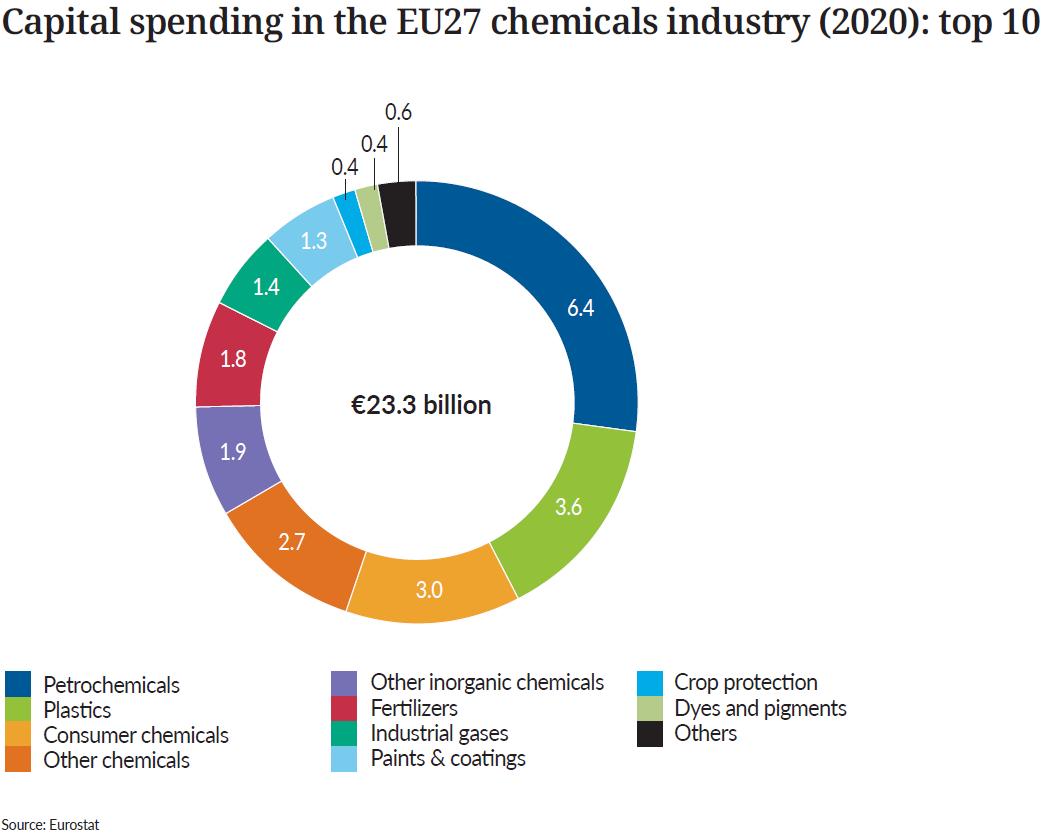 Capital spending in the EU27 chemicals industry (2020): top 10
0.6
0.4
0.4
1.3
6.4
1.4
1.8
€23.3 billion
1.9
3.6
2.7
3.0
Petrochemicals
Plastics
Consumer chemicals
Other chemicals
Other inorganic chemicals
Fertilizers
Industrial gases
Paints & coatings
Crop protection
Dyes and pigments
Others
Source: Eurostat